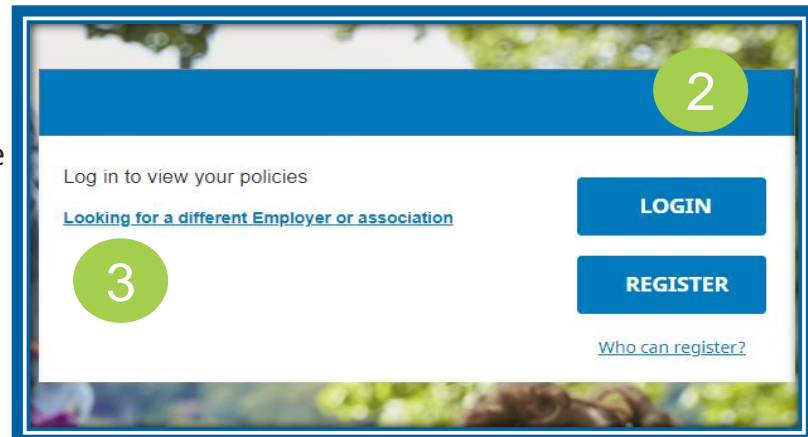 2
e
Log in to view your policies
Looking for a different Employer or association
LOGIN
3
REGISTER
Who can register?